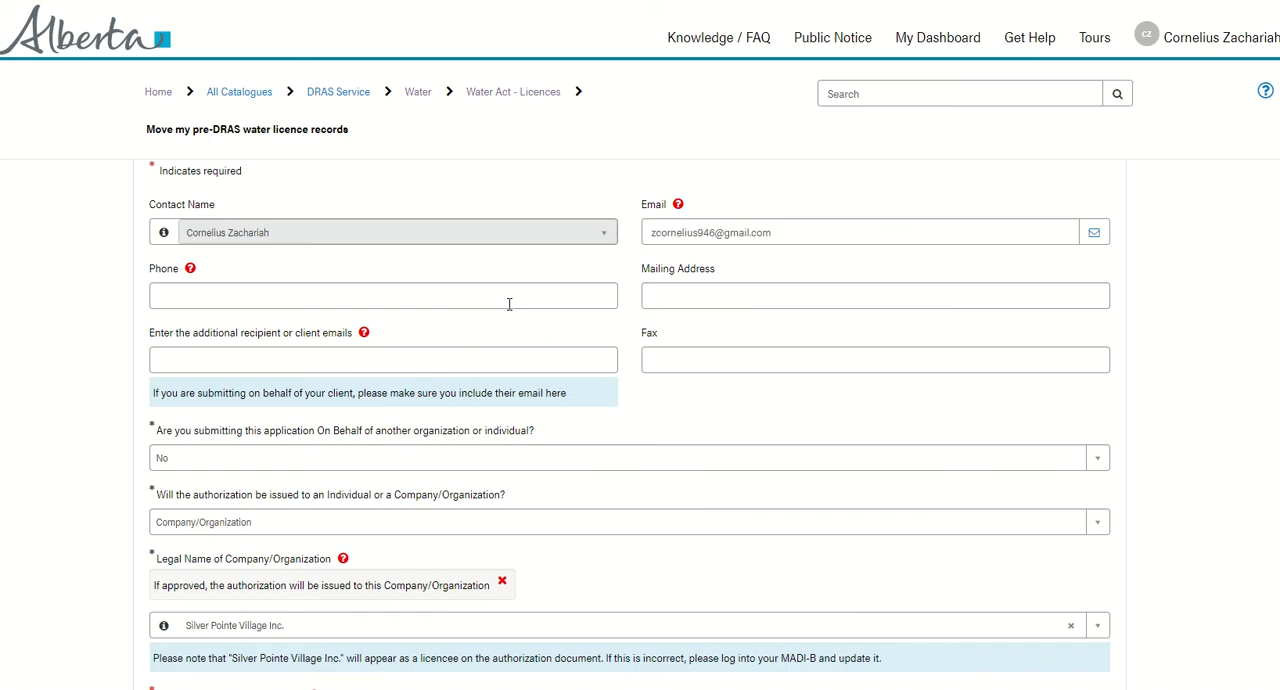 Alberta
Knowledge / FAQ Public Notice My Dashboard Get Help Tours CZ Cornelius Zachariah
Home All Catalogues DRAS Service Water Water Act - Licences
Search
?
Move my pre-DRAS water licence records
* Indicates required
Contact Name
Cornelius Zachariah
Email ?
zcornelius946@gmail.com
Phone ?
Mailing Address
Enter the additional recipient or client emails ?
Fax
If you are submitting on behalf of your client, please make sure you include their email here
* Are you submitting this application On Behalf of another organization or individual?
No
* Will the authorization be issued to an Individual or a Company/Organization?
Company/Organization
* Legal Name of Company/Organization ?
If approved, the authorization will be issued to this Company/Organization
Silver Pointe Village Inc.
Please note that "Silver Pointe Village Inc." will appear as a licencee on the authorization document. If this is incorrect, please log into your MADI-B and update it.